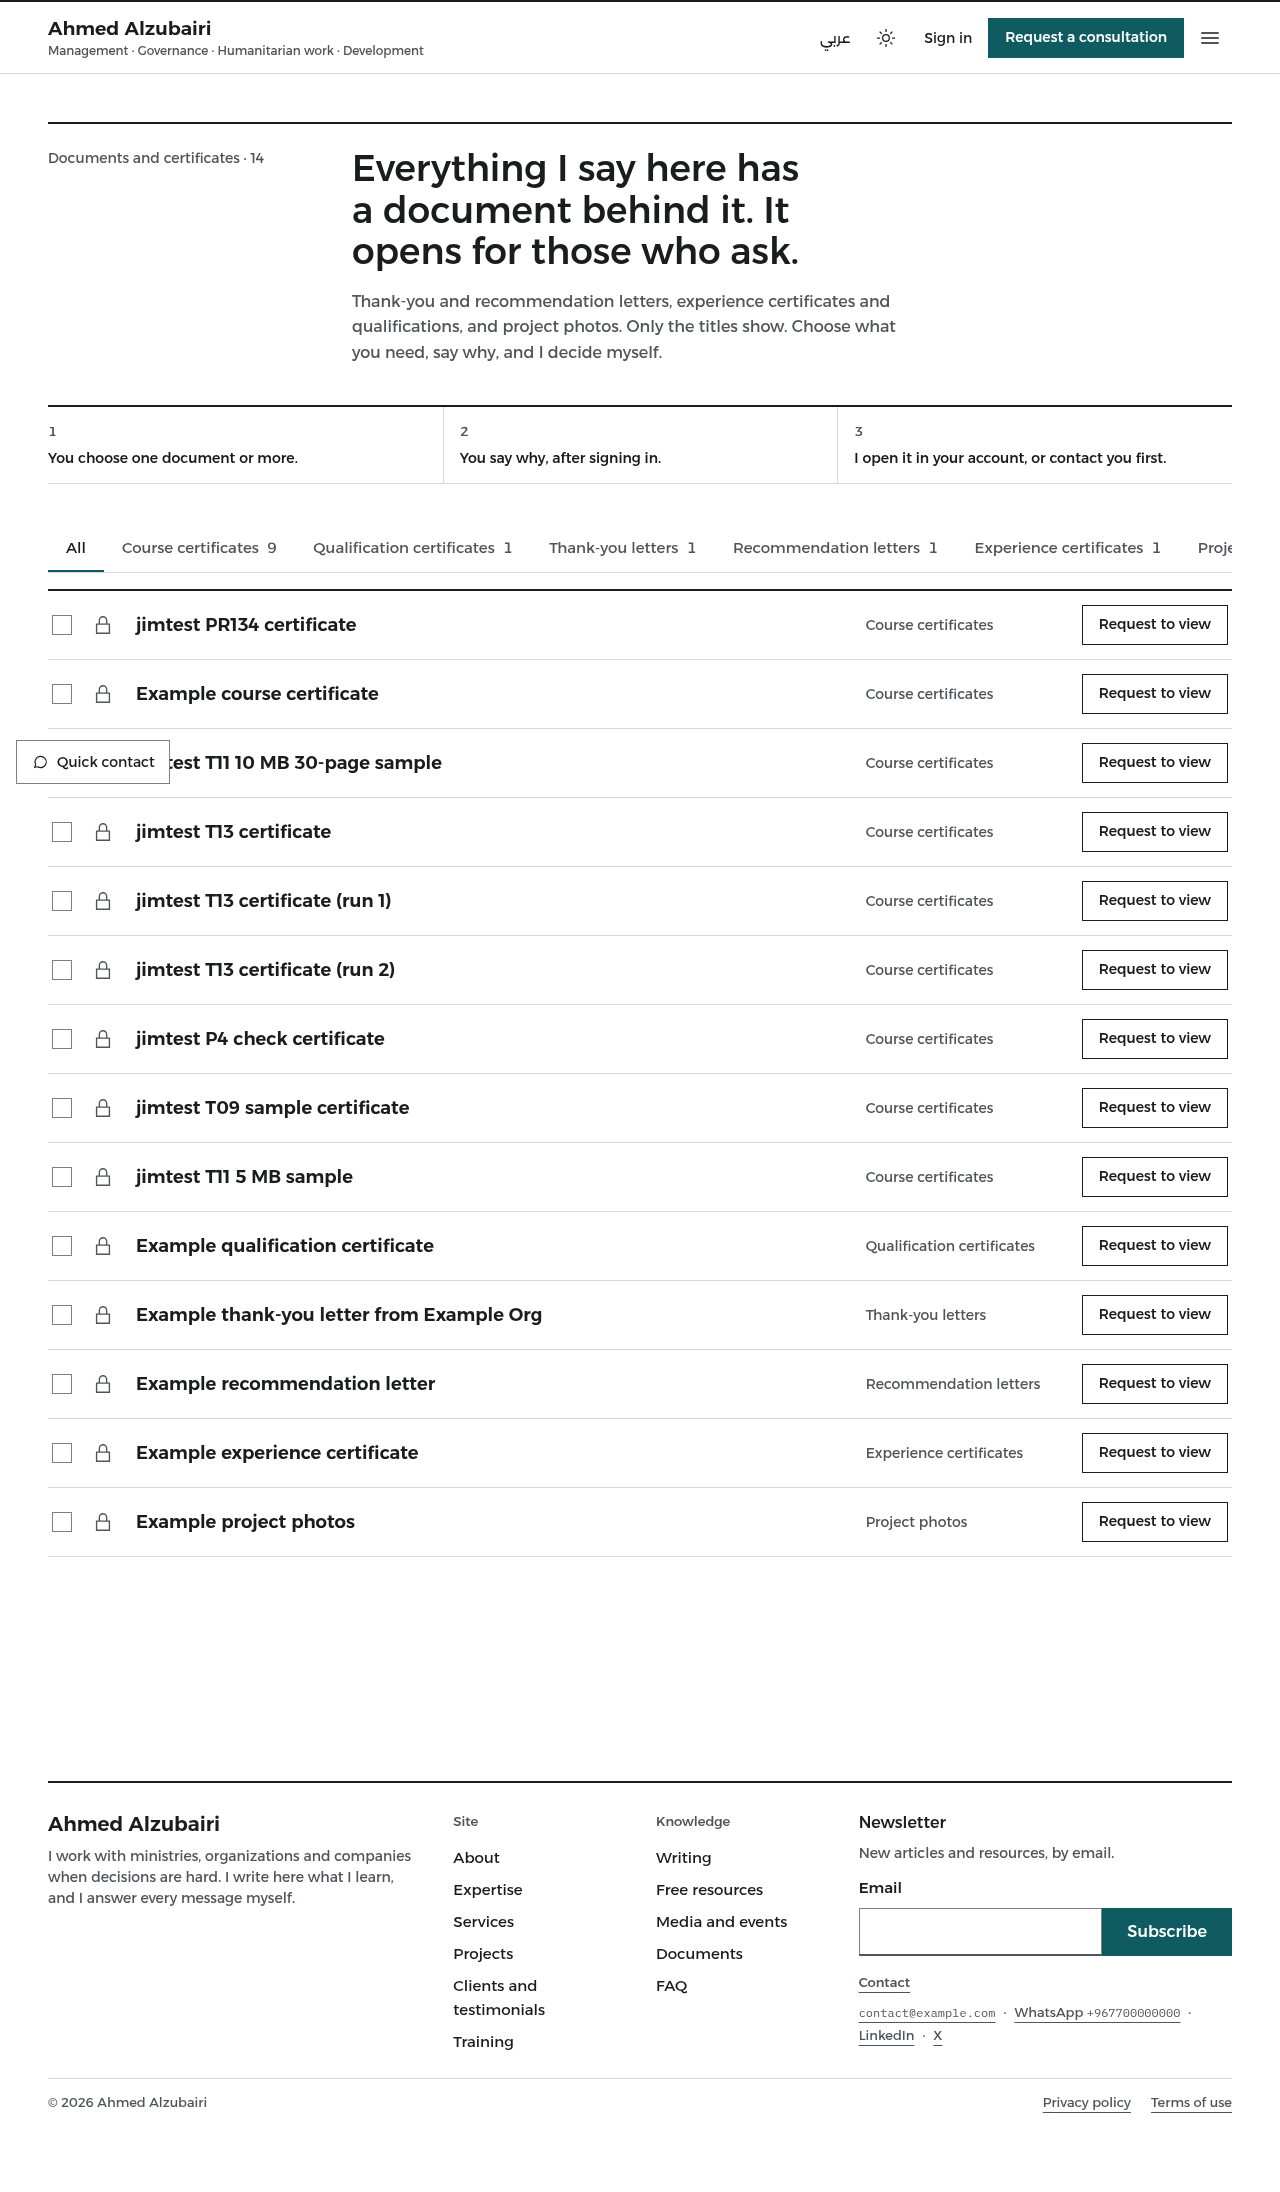 Ahmed Alzubairi
Management · Governance · Humanitarian work · Development
عربي
Sign in
Request a consultation
Documents and certificates · 14
Everything I say here has
a document behind it. It
opens for those who ask.
Thank-you and recommendation letters, experience certificates and
qualifications, and project photos. Only the titles show. Choose what
you need, say why, and I decide myself.
1
You choose one document or more.
2
You say why, after signing in.
3
I open it in your account, or contact you first.
All
Course certificates 9
Qualification certificates 1
Thank-you letters 1
Recommendation letters 1
Experience certificates 1
jimtest PR134 certificate
Course certificates
Request to view
Example course certificate
Course certificates
Request to view
Quick contact
test T11 10 MB 30-page sample
Course certificates
Request to view
jimtest T13 certificate
Course certificates
Request to view
jimtest T13 certificate (run 1)
Course certificates
Request to view
jimtest T13 certificate (run 2)
Course certificates
Request to view
jimtest P4 check certificate
Course certificates
Request to view
jimtest T09 sample certificate
Course certificates
Request to view
jimtest T11 5 MB sample
Course certificates
Request to view
Example qualification certificate
Qualification certificates
Request to view
Example thank-you letter from Example Org
Thank-you letters
Request to view
Example recommendation letter
Recommendation letters
Request to view
Example experience certificate
Experience certificates
Request to view
Example project photos
Project photos
Request to view
Ahmed Alzubairi
I work with ministries, organizations and companies
when decisions are hard. I write here what I learn,
and I answer every message myself.
Site
About
Expertise
Services
Projects
Clients and
testimonials
Training
Knowledge
Writing
Free resources
Media and events
Documents
FAQ
Newsletter
New articles and resources, by email.
Email
Subscribe
Contact
contact@example.com · WhatsApp +967700000000 ·
LinkedIn · X
© 2026 Ahmed Alzubairi
Privacy policy
Terms of use